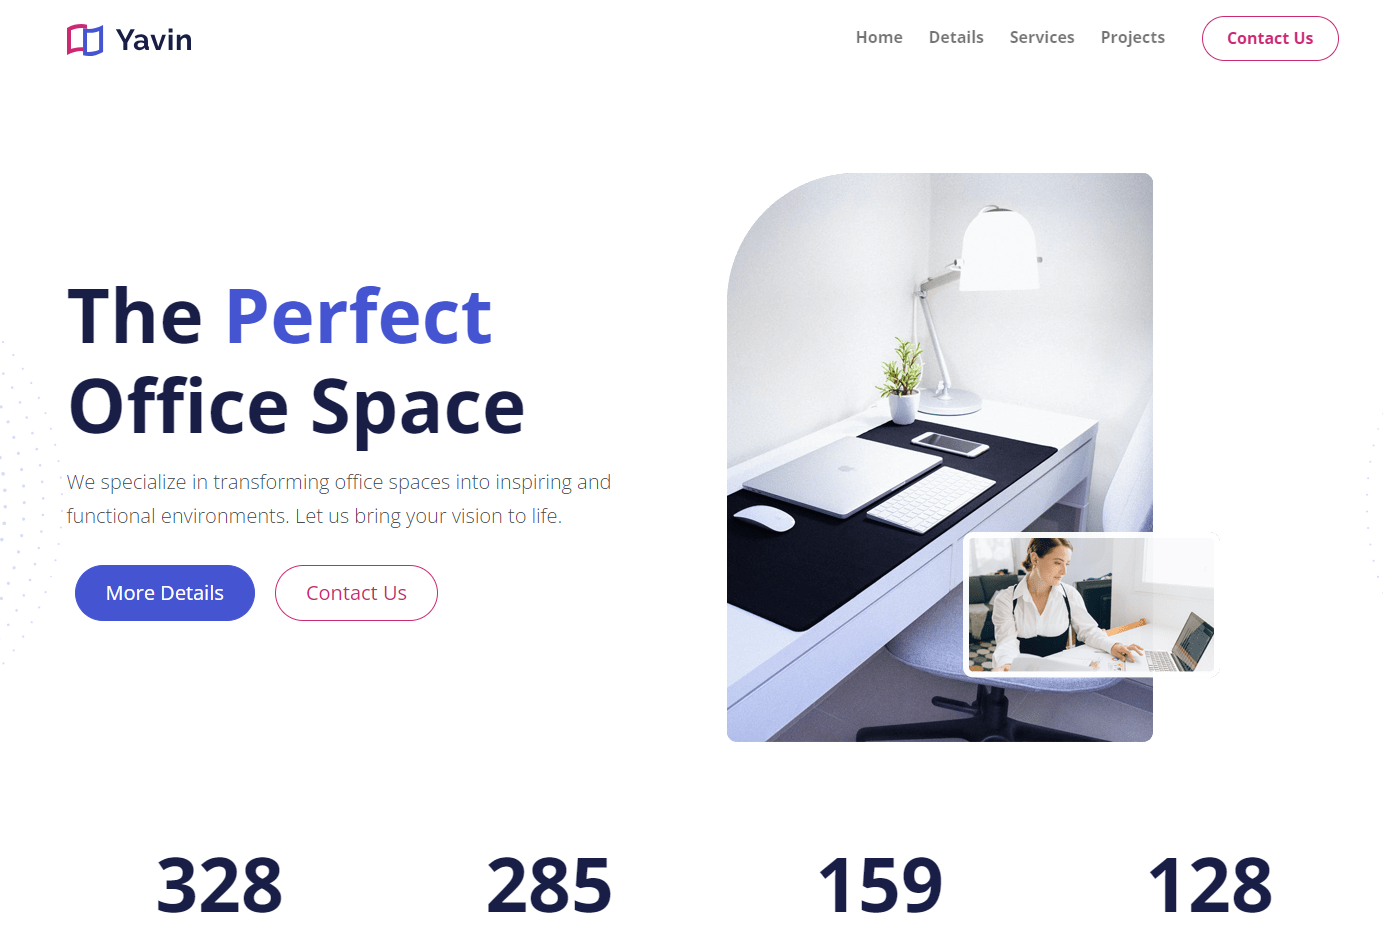 Yavin
Home Details Services Projects Contact Us
The Perfect
Office Space
We specialize in transforming office spaces into inspiring and
functional environments. Let us bring your vision to life.
More Details Contact Us
328 285 159 128